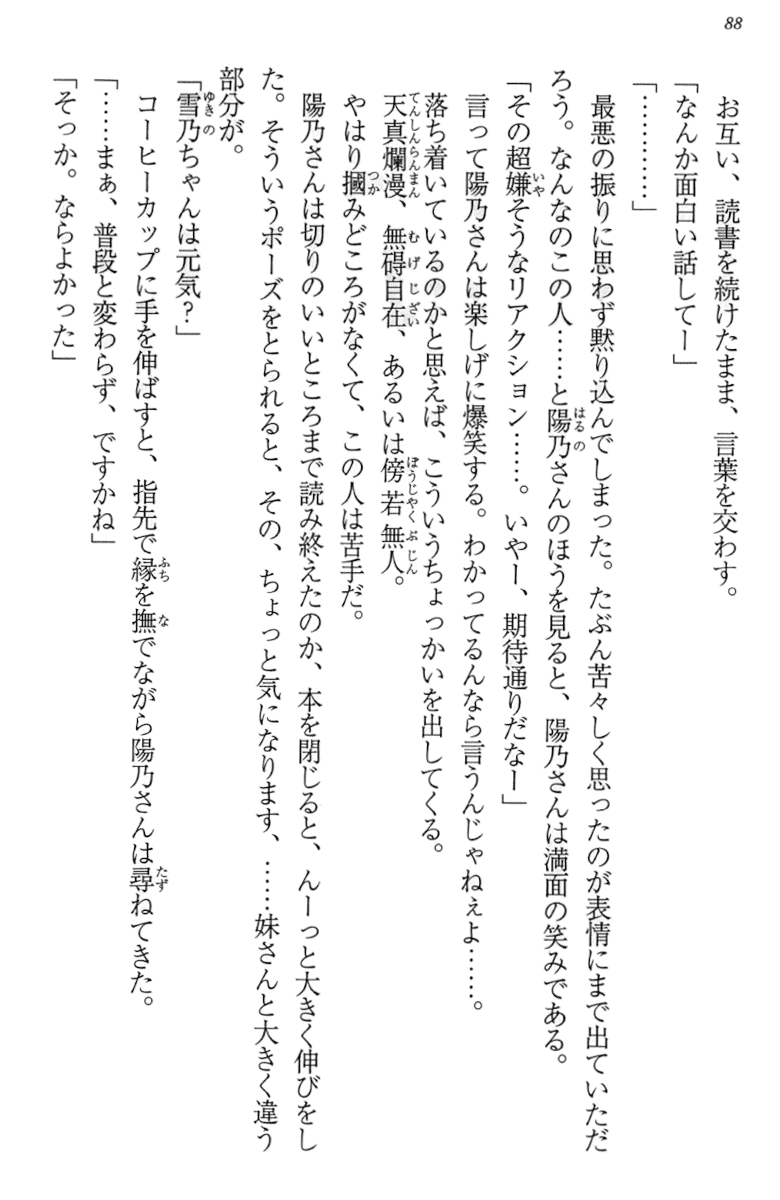 88
お互い、読書を続けたまま、言葉を交わす。
「なんか面白い話してー」
「…………」
最悪の振りに思わず黙り込んでしまった。たぶん苦々しく思ったのが表情にまで出ていただ
ろう。なんなのこの人……と陽乃さんのほうを見ると、陽乃さんは満面の笑みである。
「その超嫌そうなリアクション……。いやー、期待通りだなー」
言って陽乃さんは楽しげに爆笑する。わかってるんなら言うんじゃねぇよ……。
落ち着いているのかと思えば、こういうちょっかいを出してくる。
天真爛漫、無碍自在、あるいは傍若無人。
やはり摑みどころがなくて、この人は苦手だ。
陽乃さんは切りのいいところまで読み終えたのか、本を閉じると、んーっと大きく伸びをし
た。そういうポーズをとられると、その、ちょっと気になります、……妹さんと大きく違う
部分が。
「雪乃ちゃんは元気？」
コーヒーカップに手を伸ばすと、指先で縁を撫でながら陽乃さんは尋ねてきた。
「……まぁ、普段と変わらず、ですかね」
「そっか。ならよかった」